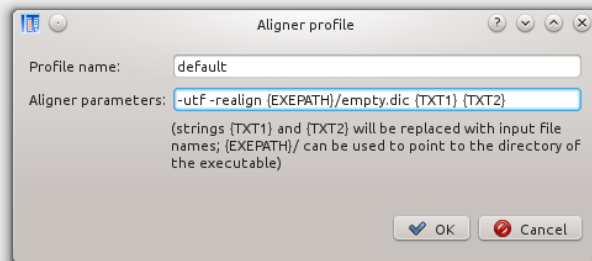 Aligner profile
Profile name: default
Aligner parameters: -utf -realign {EXEPATH}/empty.dic {TXT1} {TXT2}
(strings {TXT1} and {TXT2} will be replaced with input file
names; {EXEPATH}/ can be used to point to the directory of
the executable)
OK Cancel